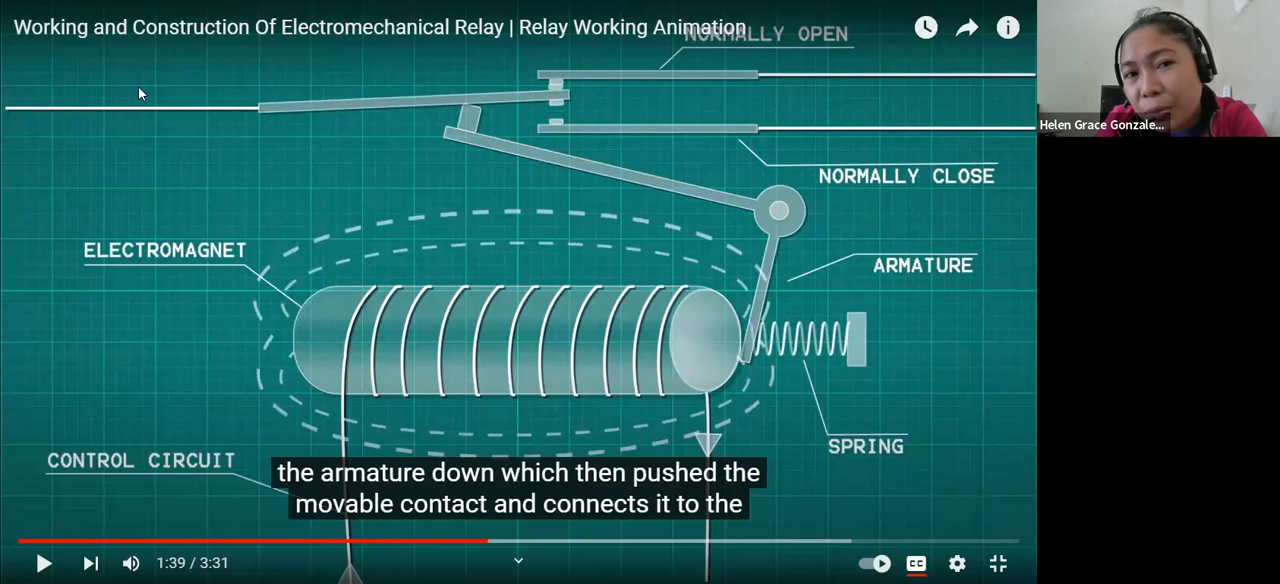 Working and Construction Of Electromechanical Relay | Relay Working Animation
NORMALLY OPEN
Helen Grace Gonzale...
NORMALLY CLOSE
ELECTROMAGNET
ARMATURE
SPRING
CONTROL CIRCUIT
the armature down which then pushed the
movable contact and connects it to the
1:39 / 3:31
CC